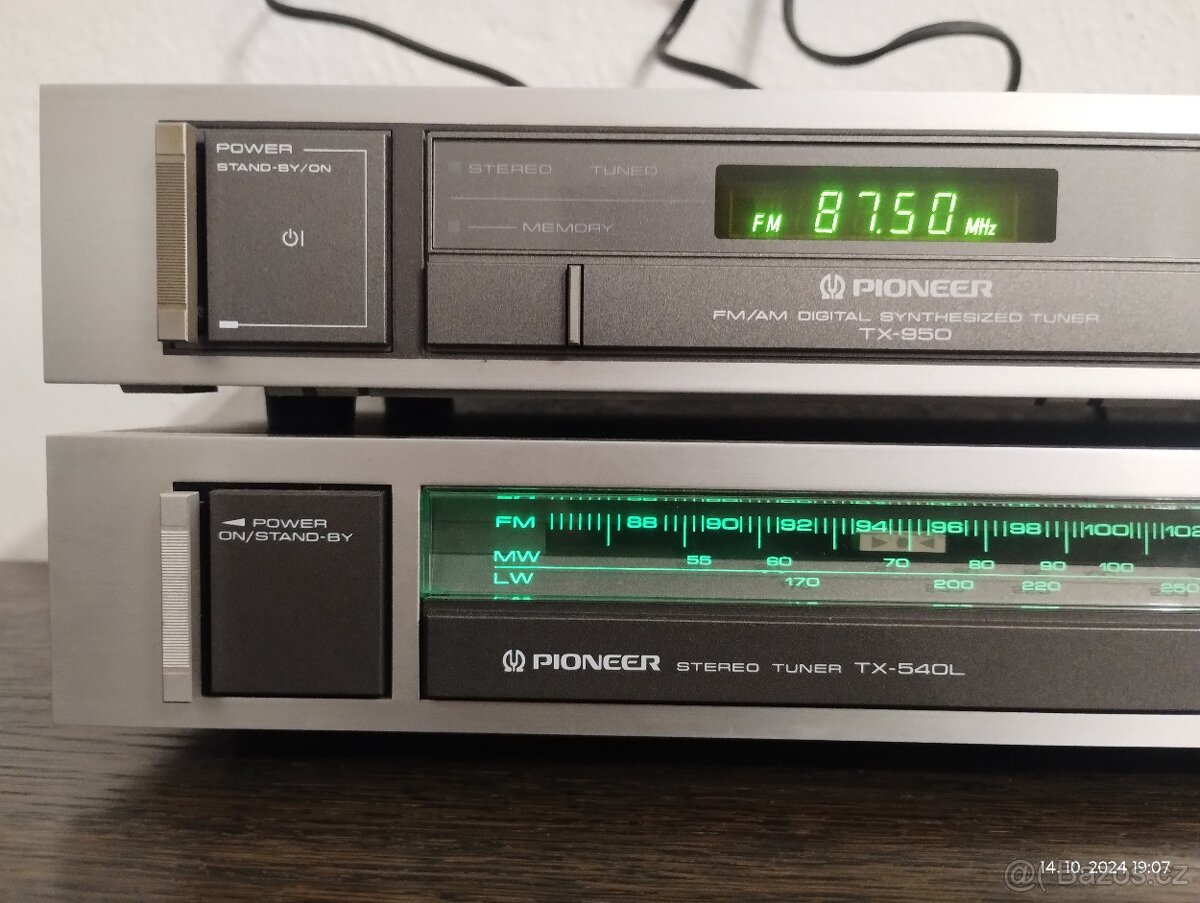 POWER
STAND-BY/ON
STEREO TUNED
MEMORY
FM 87.50 MHz
PIONEER
FM/AM DIGITAL SYNTHESIZED TUNER
TX-950
POWER
ON/STAND-BY
FM 88 90 92 94 96 98 100 102
MW 55 60 70 80 90 100
LW 170 200 220 250
PIONEER STEREO TUNER TX-540L
14. 10. 2024 19:07
@ Bazos.cz